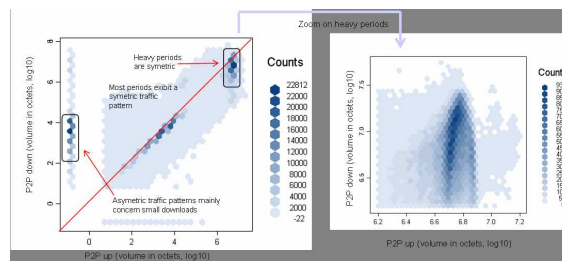 Zoom on heavy periods
Heavy periods
are symetric
Most periods exibit a
symetric traffic
pattern
Asymetric traffic patterns mainly
concern small downloads
P2P down (volume in octets, log10)
8
6
4
2
0
0
2
4
6
P2P up (volume in octets, log10)
Counts
22812
22000
20000
18000
16000
14000
12000
10000
8000
6000
4000
2000
-22
P2P down (volume in octets, log10)
7.5
7.0
6.5
6.2
6.4
6.6
6.8
7.0
7.2
P2P up (volume in octets, log10)
Count